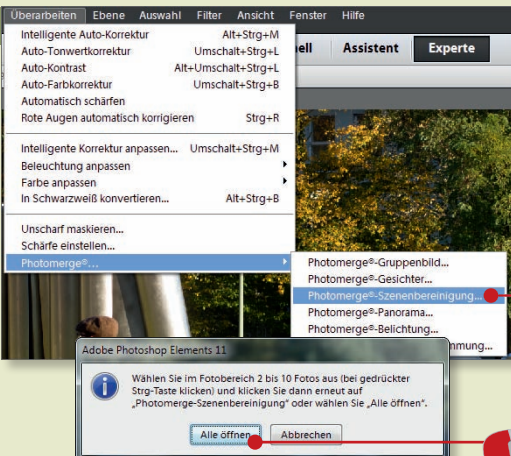 Überarbeiten Ebene Auswahl Filter Ansicht Fenster Hilfe
Intelligente Auto-Korrektur Alt+Strg+M
Auto-Tonwertkorrektur Umschalt+Strg+L
Auto-Kontrast Alt+Umschalt+Strg+L
Auto-Farbkorrektur Umschalt+Strg+B
Automatisch schärfen
Rote Augen automatisch korrigieren Strg+R
Assistent Experte
Intelligente Korrektur anpassen... Umschalt+Strg+M
Beleuchtung anpassen
Farbe anpassen
In Schwarzweiß konvertieren... Alt+Strg+B
Unscharf maskieren...
Schärfe einstellen...
Photomerge®...
Photomerge®-Gruppenbild...
Photomerge®-Gesichter...
Photomerge®-Szenenbereinigung...
Photomerge®-Panorama...
Photomerge®-Belichtung...
Adobe Photoshop Elements 11
Wählen Sie im Fotobereich 2 bis 10 Fotos aus (bei gedrückter
Strg-Taste klicken) und klicken Sie dann erneut auf
„Photomerge-Szenenbereinigung" oder wählen Sie „Alle öffnen".
Alle öffnen Abbrechen